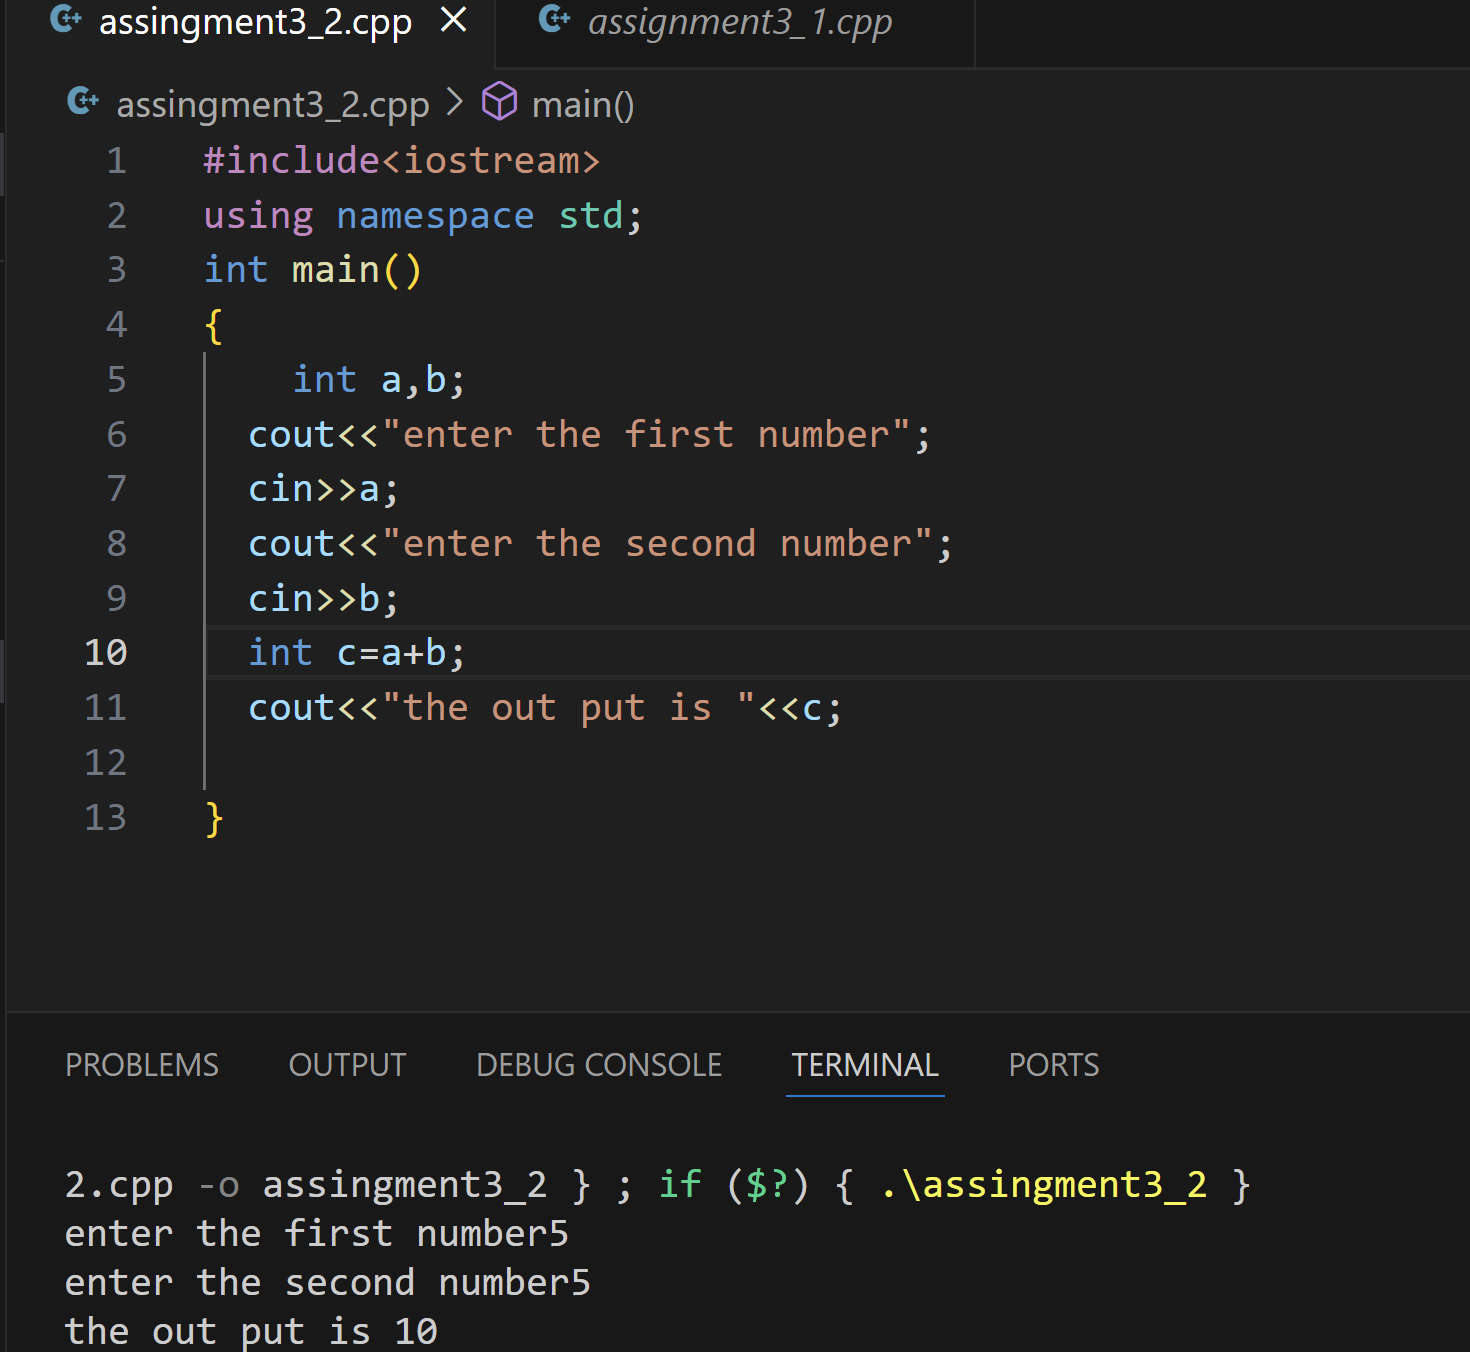 assingment3_2.cpp assignment3_1.cpp
assingment3_2.cpp > main()
1 #include<iostream>
2 using namespace std;
3 int main()
4 {
5 int a,b;
6 cout<<"enter the first number";
7 cin>>a;
8 cout<<"enter the second number";
9 cin>>b;
10 int c=a+b;
11 cout<<"the out put is "<<c;
12
13 }
PROBLEMS OUTPUT DEBUG CONSOLE TERMINAL PORTS
2.cpp -o assingment3_2 } ; if ($?) { .\assingment3_2 }
enter the first number5
enter the second number5
the out put is 10